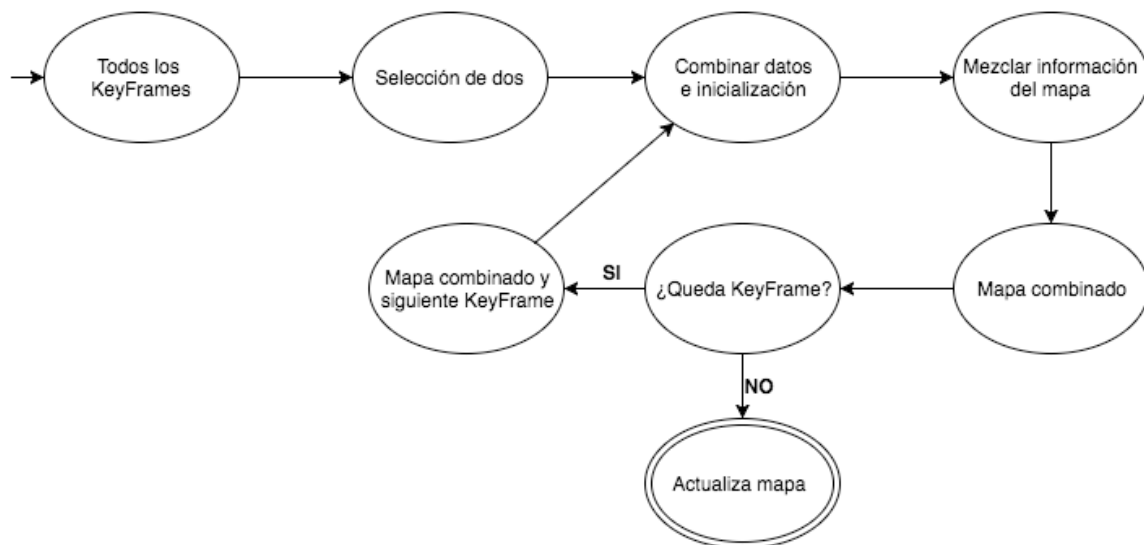 Todos los
KeyFrames
Selección de dos
Combinar datos
e inicialización
Mezclar información
del mapa
Mapa combinado
¿Queda KeyFrame?
SI
Mapa combinado y
siguiente KeyFrame
NO
Actualiza mapa